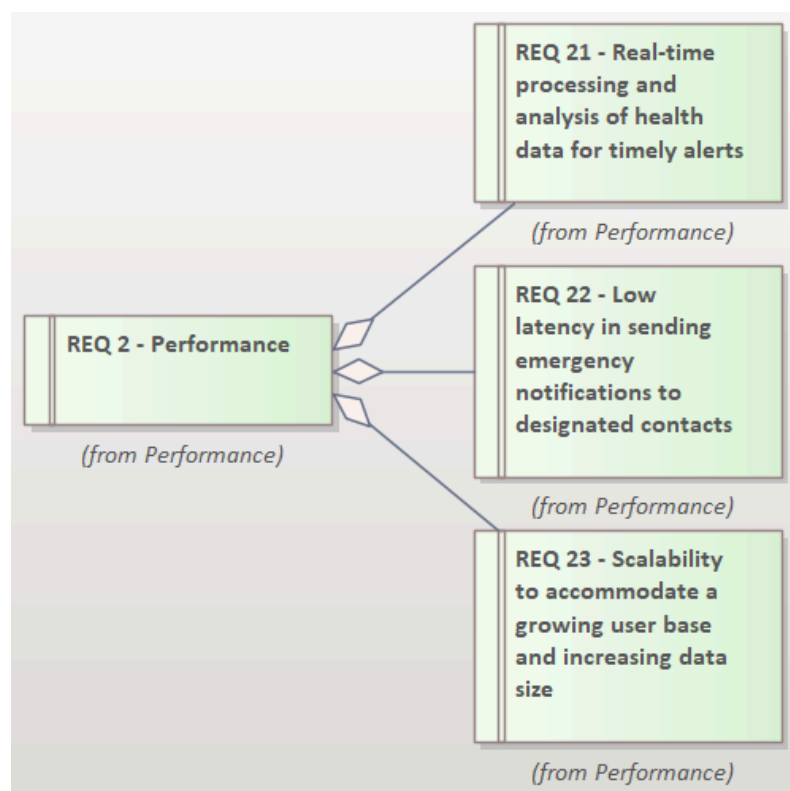 REQ 21 - Real-time
processing and
analysis of health
data for timely alerts
(from Performance)
REQ 2 - Performance
(from Performance)
REQ 22 - Low
latency in sending
emergency
notifications to
designated contacts
(from Performance)
REQ 23 - Scalability
to accommodate a
growing user base
and increasing data
size
(from Performance)